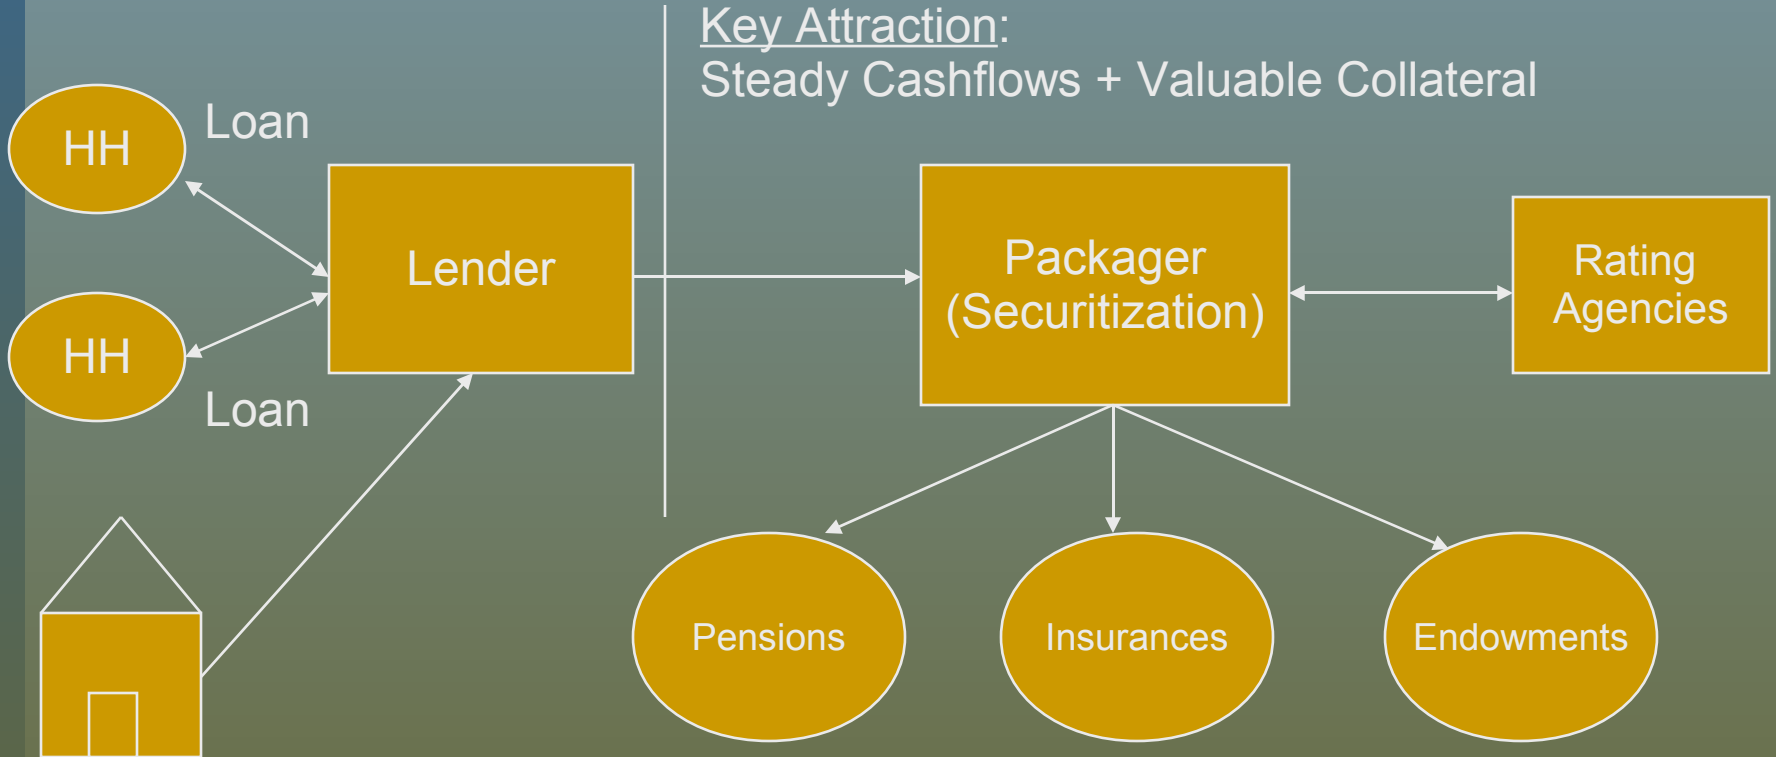 Key Attraction:
Steady Cashflows + Valuable Collateral
HH
Loan
HH
Loan
Lender
Packager
(Securitization)
Rating
Agencies
Pensions
Insurances
Endowments